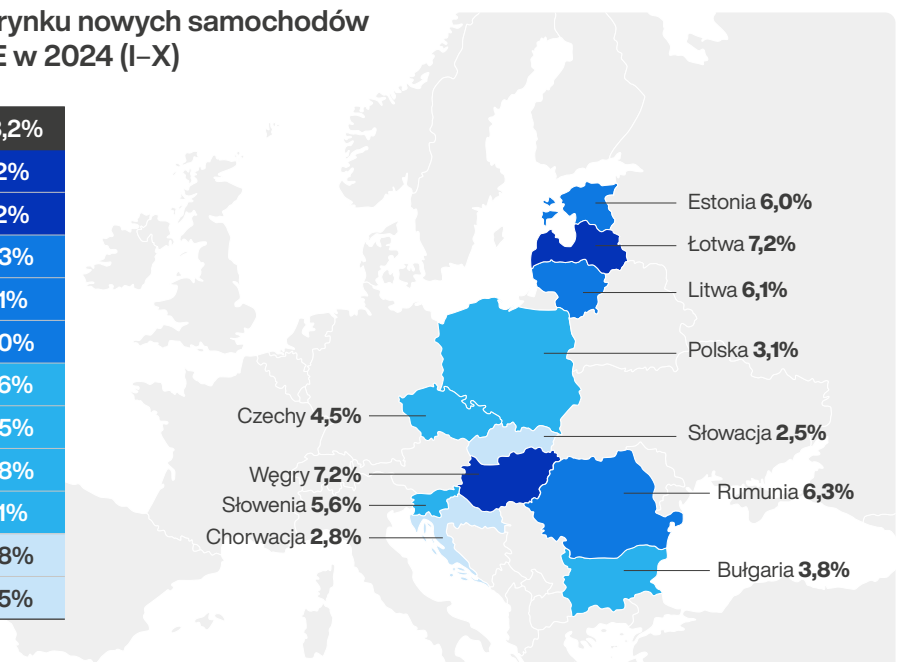 rynku nowych samochodów
w 2024 (I–X)
,2%
2%
2%
3%
1%
0%
6%
5%
8%
1%
8%
5%
Estonia 6,0%
Łotwa 7,2%
Litwa 6,1%
Polska 3,1%
Czechy 4,5%
Słowacja 2,5%
Węgry 7,2%
Rumunia 6,3%
Słowenia 5,6%
Chorwacja 2,8%
Bułgaria 3,8%